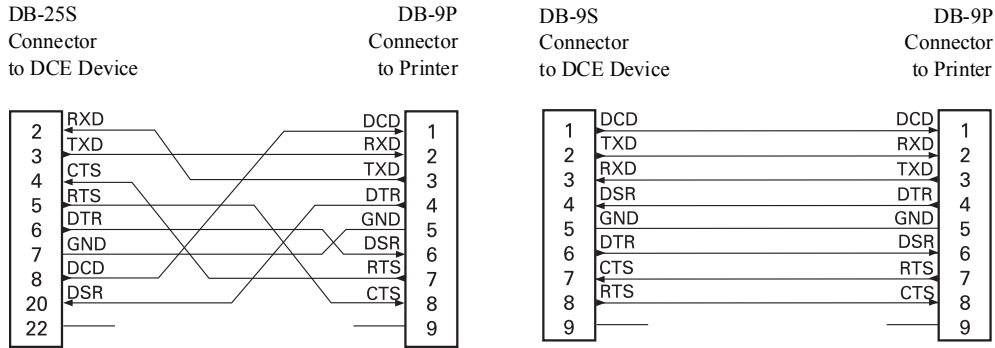 DB-25S
Connector
to DCE Device
DB-9P
Connector
to Printer
2 RXD DCD 1
3 TXD RXD 2
4 CTS TXD 3
5 RTS DTR 4
6 DTR GND 5
7 GND DSR 6
8 DCD RTS 7
20 DSR CTS 8
22 9
DB-9S
Connector
to DCE Device
DB-9P
Connector
to Printer
1 DCD DCD 1
2 TXD RXD 2
3 RXD TXD 3
4 DSR DTR 4
5 GND GND 5
6 DTR DSR 6
7 CTS RTS 7
8 RTS CTS 8
9 9